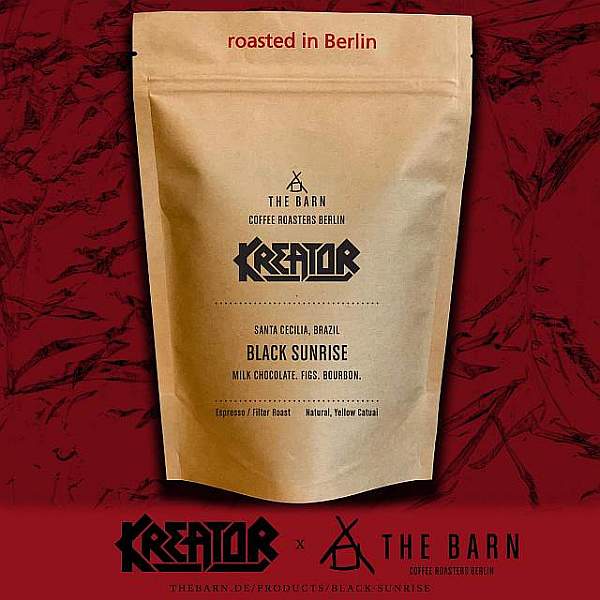 roasted in Berlin
THE BARN
COFFEE ROASTERS BERLIN
KREATOR
SANTA CECILIA, BRAZIL
BLACK SUNRISE
MILK CHOCOLATE. FIGS. BOURBON.
Espresso / Filter Roast Natural, Yellow Catuai
KREATOR x THE BARN
COFFEE ROASTERS BERLIN
THEBARN.DE/PRODUCTS/BLACK-SUNRISE